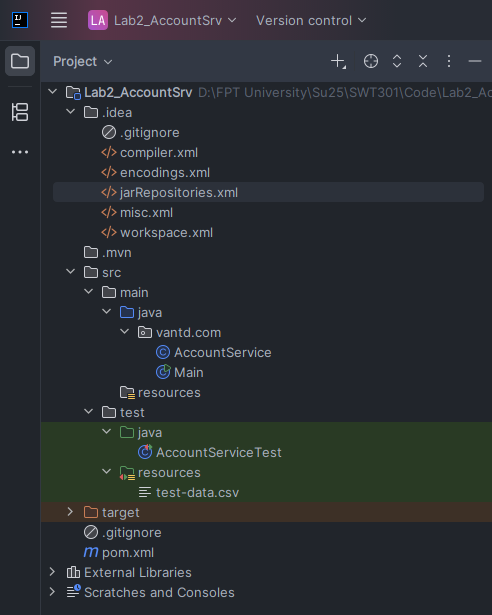 LA Lab2_AccountSrv Version control
Project
Lab2_AccountSrv D:\FPT University\Su25\SWT301\Code\Lab2_Ac
.idea
.gitignore
compiler.xml
encodings.xml
jarRepositories.xml
misc.xml
workspace.xml
.mvn
src
main
java
vantd.com
AccountService
Main
resources
test
java
AccountServiceTest
resources
test-data.csv
target
.gitignore
pom.xml
External Libraries
Scratches and Consoles